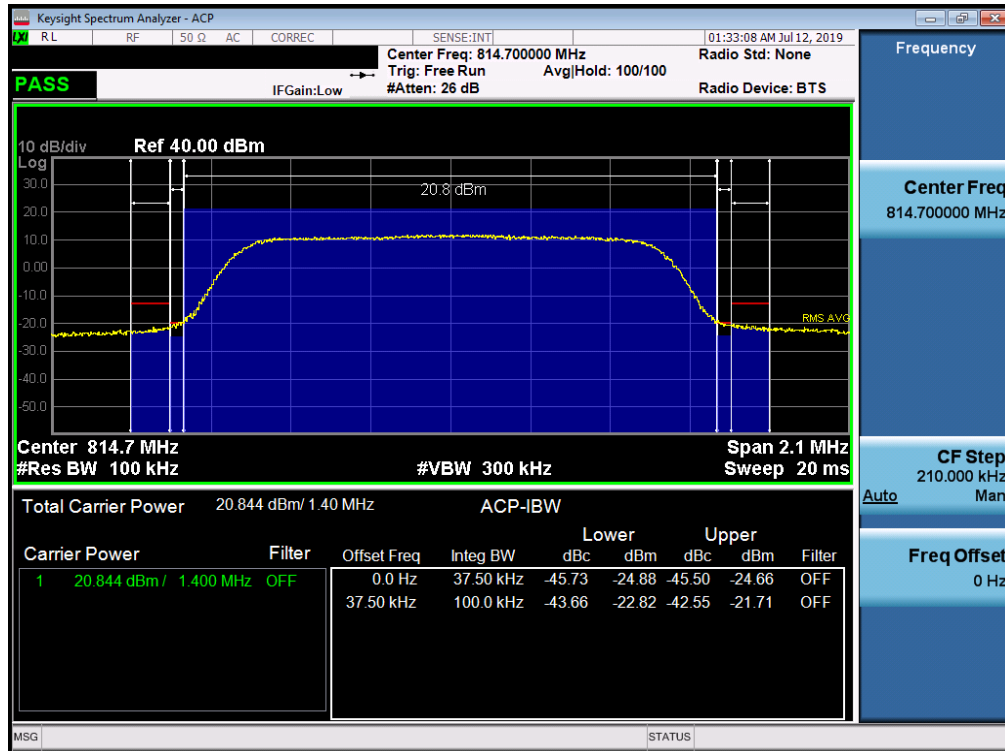 Keysight Spectrum Analyzer - ACP
LXI RL RF 50 Ω AC CORREC SENSE:INT 01:33:08 AM Jul 12, 2019
Center Freq: 814.700000 MHz Radio Std: None
Trig: Free Run Avg|Hold: 100/100
PASS IFGain:Low #Atten: 26 dB Radio Device: BTS
10 dB/div Ref 40.00 dBm
Log
30.0
20.8 dBm
20.0
10.0
0.00
-10.0
-20.0 RMS AVG
-30.0
-40.0
-50.0
Center 814.7 MHz Span 2.1 MHz
#Res BW 100 kHz #VBW 300 kHz Sweep 20 ms
Total Carrier Power 20.844 dBm/ 1.40 MHz ACP-IBW
Lower Upper
Carrier Power Filter Offset Freq Integ BW dBc dBm dBc dBm Filter
1 20.844 dBm / 1.400 MHz OFF 0.0 Hz 37.50 kHz -45.73 -24.88 -45.50 -24.66 OFF
37.50 kHz 100.0 kHz -43.66 -22.82 -42.55 -21.71 OFF
MSG STATUS
Frequency
Center Freq
814.700000 MHz
CF Step
210.000 kHz
Auto Man
Freq Offset
0 Hz